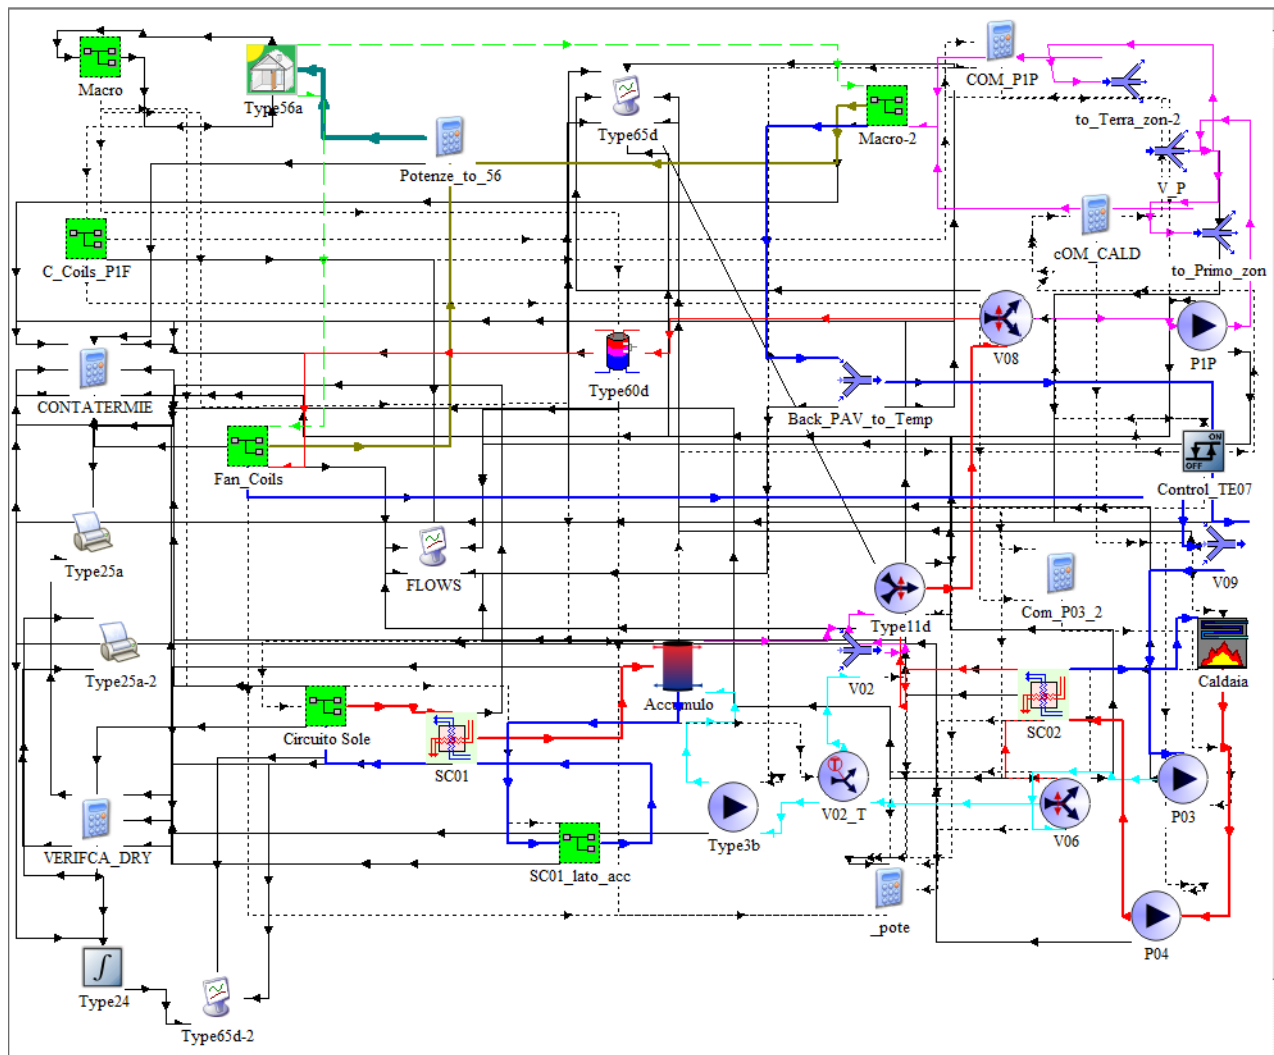 COM_P1P
Macro
Type56a
to_Terra_zon-2
Type65d
Macro-2
Potenze_to_56
V_P
cOM_CALD
C_Coils_P1F
to_Primo_zon
V08
P1P
Type60d
CONTATERMIE
Back_PAV_to_Temp
ON
OFF
Fan_Coils
Control_TE07
Type25a
FLOWS
V09
Com_P03_2
Type11d
Type25a-2
V02
Caldaia
Accumulo
SC02
Circuito Sole
SC01
T
V02_T
P03
Type3b
V06
VERIFCA_DRY
SC01_lato_acc
_pote
P04
Type24
Type65d-2